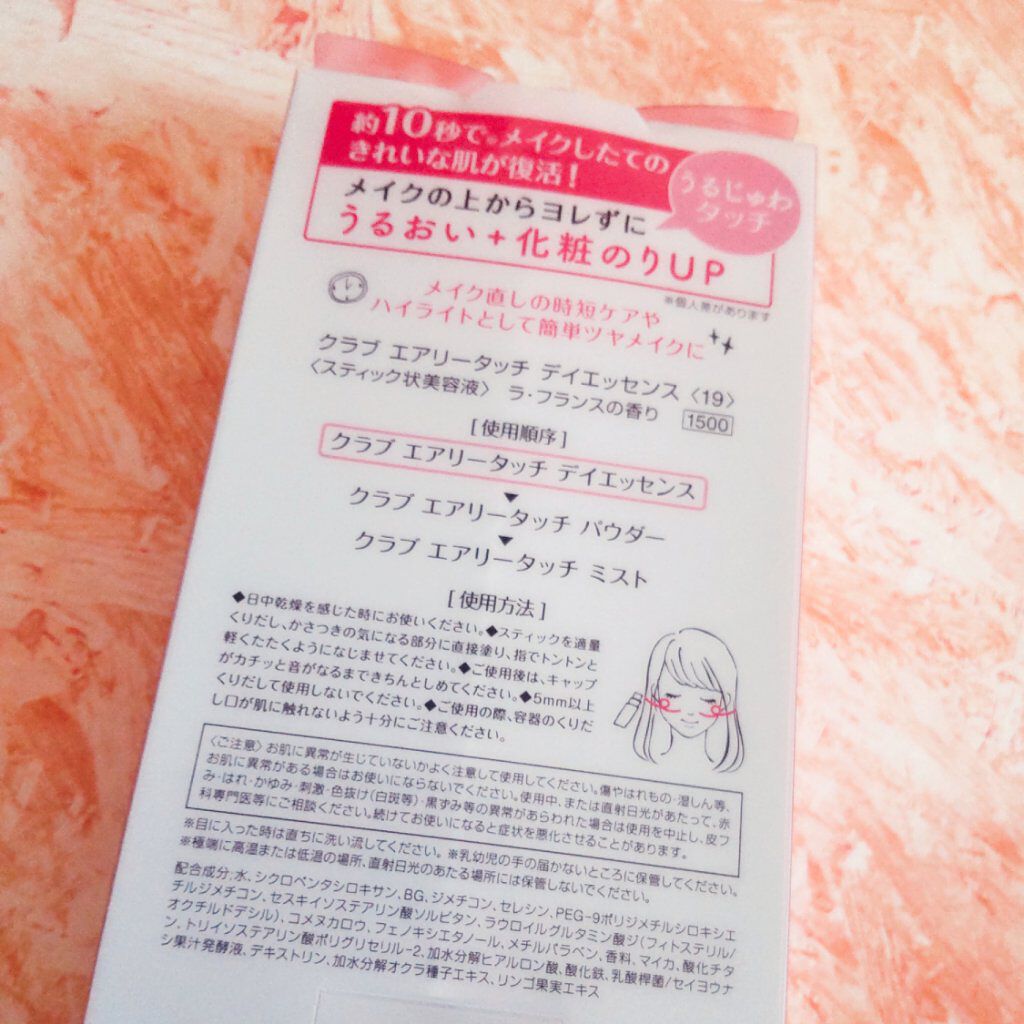 約10秒で。メイクしたての
きれいな肌が復活！
うるじゅわ
タッチ
メイクの上からヨレずに
うるおい+化粧のりUP
※個人差があります
メイク直しの時短ケアや
ハイライトとして簡単ツヤメイクに
クラブ エアリータッチ デイエッセンス〈19〉
〈スティック状美容液〉 ラ・フランスの香り 1500
[使用順序]
クラブ エアリータッチ デイエッセンス
▼
クラブ エアリータッチ パウダー
▼
クラブ エアリータッチ ミスト
[使用方法]
◆日中乾燥を感じた時にお使いください。◆スティックを適量
くりだし、かさつきの気になる部分に直接塗り、指でトントンと
軽くたたくようになじませてください。◆ご使用後は、キャップ
がカチッと音がなるまできちんとしめてください。◆5mm以上
くりだして使用しないでください。◆ご使用の際、容器のくりだ
し口が肌に触れないよう十分にご注意ください。
〈ご注意〉お肌に異常が生じていないかよく注意して使用してください。傷やはれもの・湿しん等、
お肌に異常がある場合はお使いにならないでください。使用中、または直射日光があたって、赤
み・はれ・かゆみ・刺激・色抜け(白斑等)・黒ずみ等の異常があらわれた場合は使用を中止し、皮フ
科専門医等にご相談ください。続けてお使いになると症状を悪化させることがあります。
※目に入った時は直ちに洗い流してください。※乳幼児の手の届かないところに保管してください。
※極端に高温または低温の場所、直射日光のあたる場所には保管しないでください。
配合成分:水、シクロペンタシロキサン、BG、ジメチコン、セレシン、PEG-9ポリジメチルシロキシエ
チルジメチコン、セスキイソステアリン酸ソルビタン、ラウロイルグルタミン酸ジ(フィトステリル/
オクチルドデシル)、コメヌカロウ、フェノキシエタノール、メチルパラベン、香料、マイカ、酸化チタ
ン、トリイソステアリン酸ポリグリセリル-2、加水分解ヒアルロン酸、酸化鉄、乳酸桿菌/セイヨウナ
シ果汁発酵液、デキストリン、加水分解オクラ種子エキス、リンゴ果実エキス